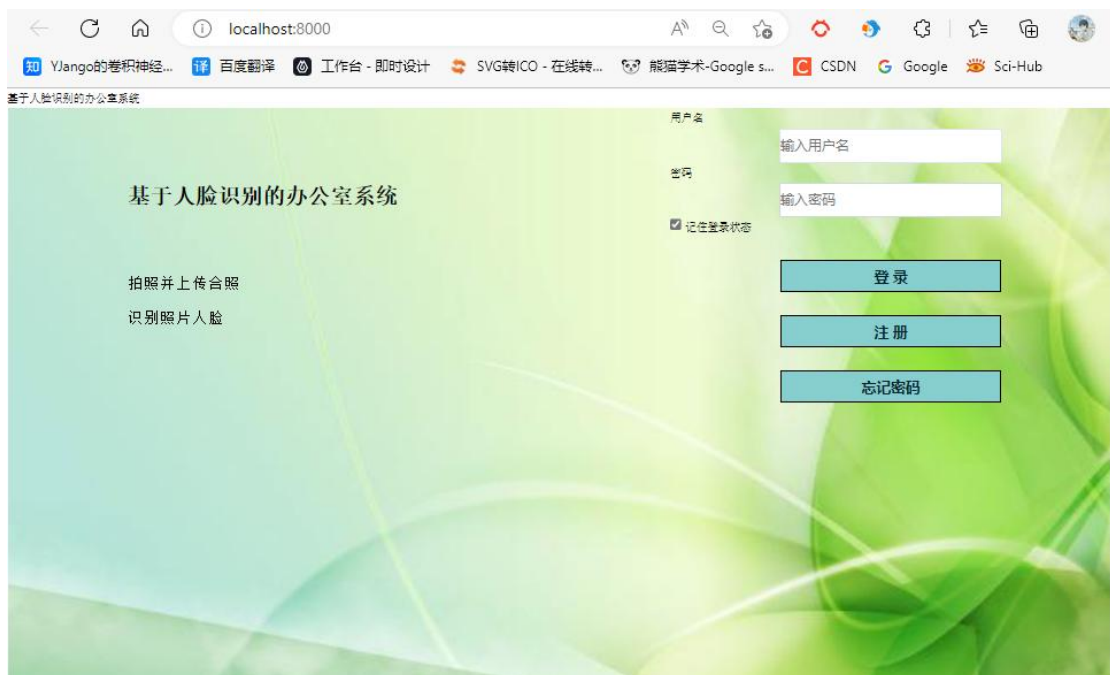 localhost:8000
YJango的卷积神经... 百度翻译 工作台 - 即时设计 SVG转ICO - 在线转... 熊猫学术-Google s... CSDN Google Sci-Hub
基于人脸识别的办公室系统
用户名
输入用户名
基于人脸识别的办公室系统
密码
输入密码
记住登录状态
拍照并上传合照
登录
识别照片人脸
注册
忘记密码